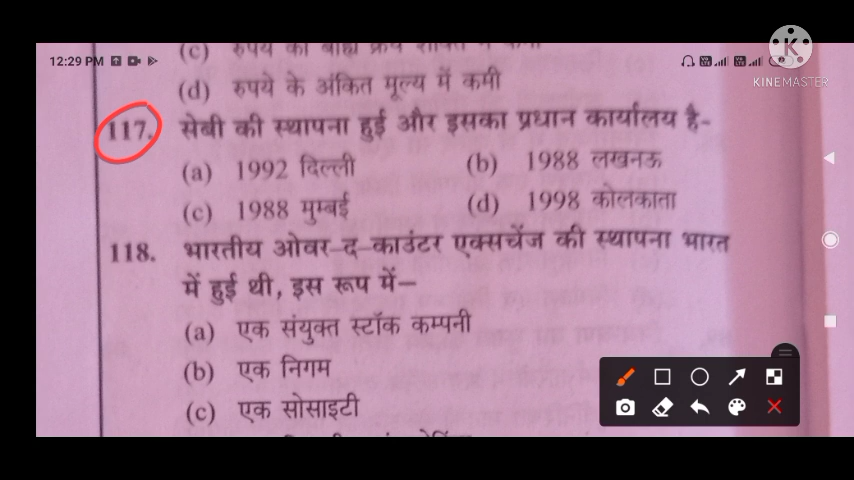 12:29 PM
KINEMASTER
(d) रुपये के अंकित मूल्य में कमी
117. सेबी की स्थापना हुई और इसका प्रधान कार्यालय है-
(a) 1992 दिल्ली (b) 1988 लखनऊ
(c) 1988 मुम्बई (d) 1998 कोलकाता
118. भारतीय ओवर-द-काउंटर एक्सचेंज की स्थापना भारत
में हुई थी, इस रूप में–
(a) एक संयुक्त स्टॉक कम्पनी
(b) एक निगम
(c) एक सोसाइटी